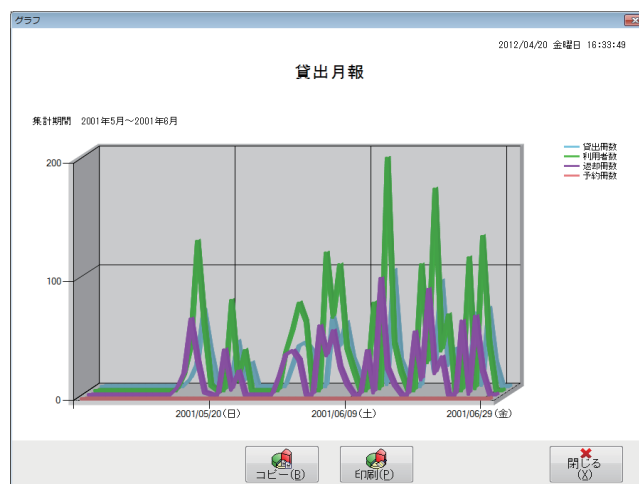 グラフ
2012/04/20 金曜日 16:33:49
貸出月報
集計期間 2001年5月～2001年6月
貸出冊数
利用者数
返却冊数
予約冊数
200
100
0
2001/05/20(日)
2001/06/09(土)
2001/06/29(金)
コピー(B)
印刷(P)
閉じる
(X)